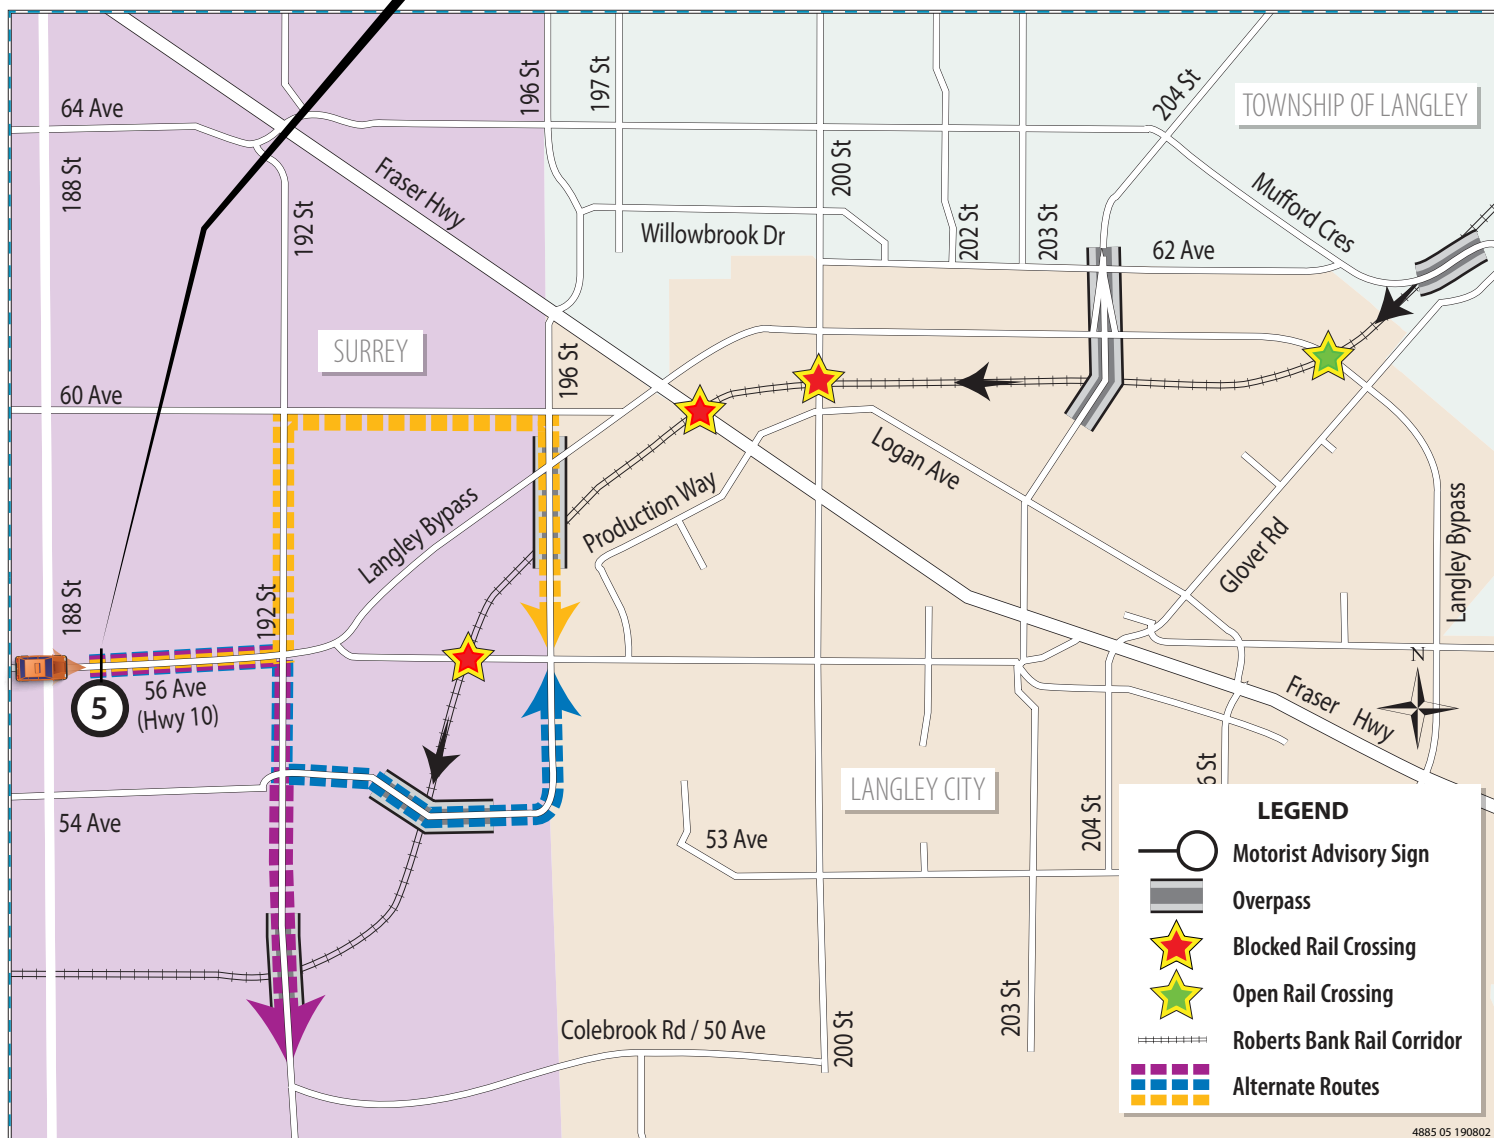 64 Ave
188 St
192 St
Fraser Hwy
196 St
197 St
200 St
Willowbrook Dr
202 St
203 St
204 St
TOWNSHIP OF LANGLEY
Mufford Cres
62 Ave
SURREY
60 Ave
196 St
Langley Bypass
Production Way
Logan Ave
Glover Rd
Langley Bypass
188 St
192 St
56 Ave
(Hwy 10)
5
N
Fraser Hwy
LANGLEY CITY
54 Ave
53 Ave
204 St
6 St
203 St
200 St
Colebrook Rd / 50 Ave
LEGEND
Motorist Advisory Sign
Overpass
Blocked Rail Crossing
Open Rail Crossing
Roberts Bank Rail Corridor
Alternate Routes
4885 05 190802